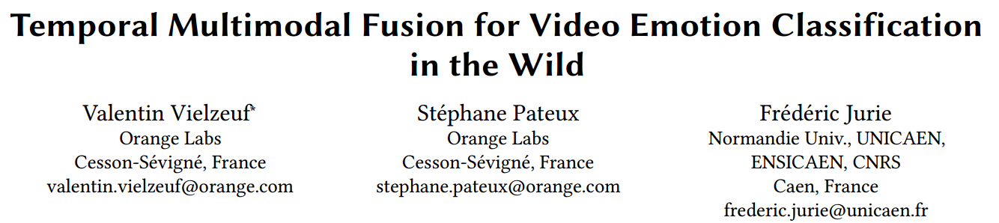 Temporal Multimodal Fusion for Video Emotion Classification
in the Wild
Valentin Vielzeuf*
Orange Labs
Cesson-Sévigné, France
valentin.vielzeuf@orange.com
Stéphane Pateux
Orange Labs
Cesson-Sévigné, France
stephane.pateux@orange.com
Frédéric Jurie
Normandie Univ., UNICAEN,
ENSICAEN, CNRS
Caen, France
frederic.jurie@unicaen.fr